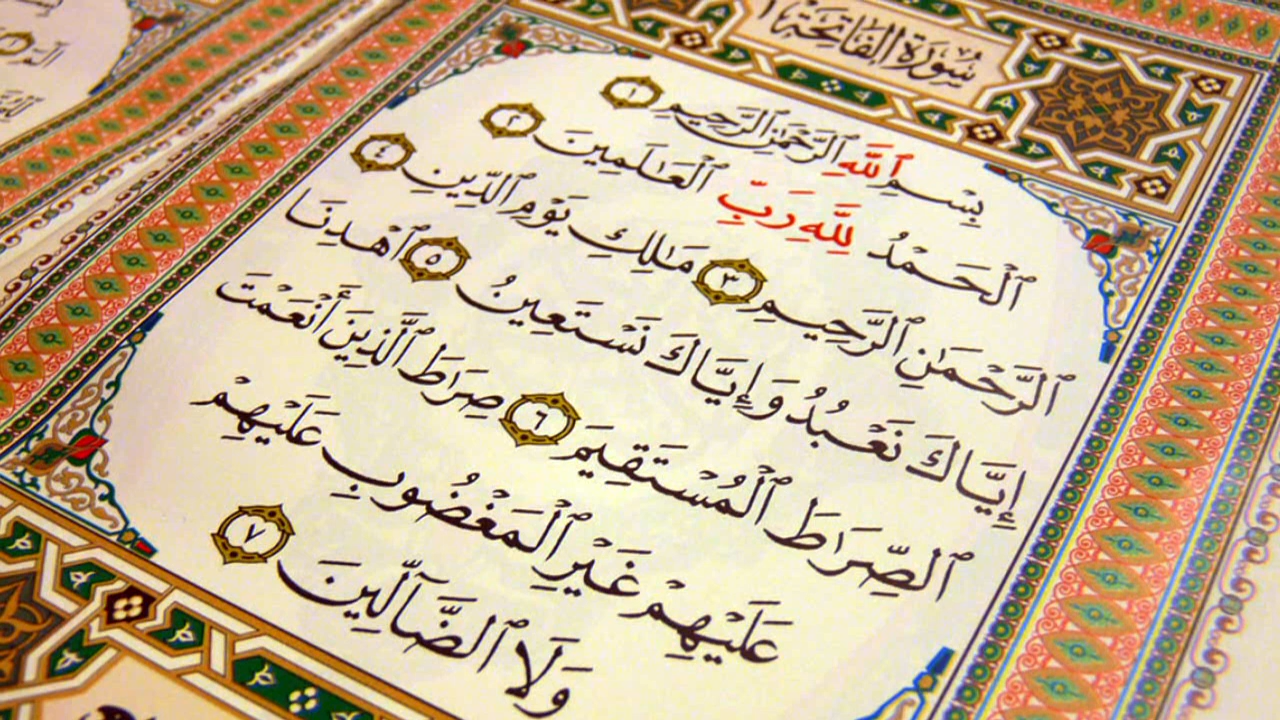 سُورَةُ الفَاتِحَةِ ١
بِسْمِ ٱللَّهِ ٱلرَّحْمَٰنِ ٱلرَّحِيمِ ١
ٱلْحَمْدُ لِلَّهِ رَبِّ ٱلْعَٰلَمِينَ ٢
ٱلرَّحْمَٰنِ ٱلرَّحِيمِ ٣ مَٰلِكِ يَوْمِ ٱلدِّينِ ٤
إِيَّاكَ نَعْبُدُ وَإِيَّاكَ نَسْتَعِينُ ٥ ٱهْدِنَا
ٱلصِّرَٰطَ ٱلْمُسْتَقِيمَ ٦ صِرَٰطَ ٱلَّذِينَ أَنْعَمْتَ
عَلَيْهِمْ غَيْرِ ٱلْمَغْضُوبِ عَلَيْهِمْ
وَلَا ٱلضَّآلِّينَ ٧